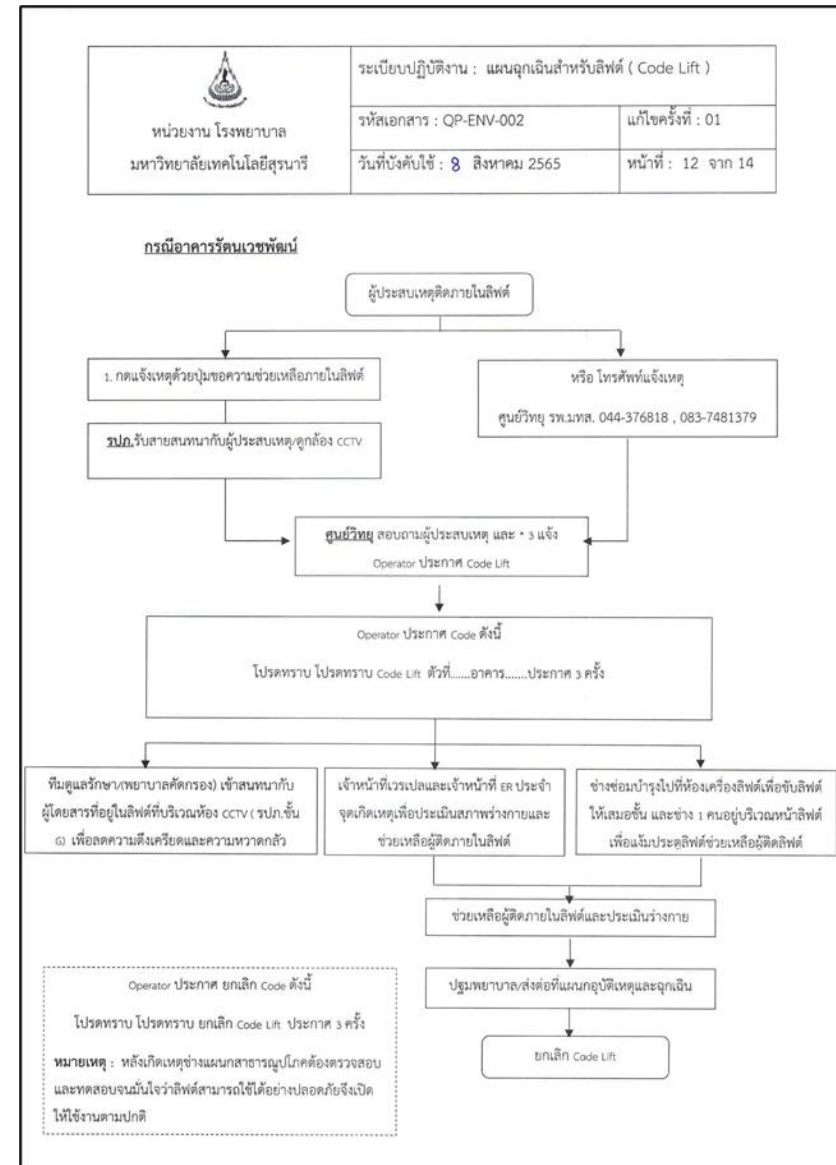 หน่วยงาน โรงพยาบาล
มหาวิทยาลัยเทคโนโลยีสุรนารี
ระเบียบปฏิบัติงาน : แผนฉุกเฉินสำหรับลิฟต์ ( Code Lift )
รหัสเอกสาร : QP-ENV-002
แก้ไขครั้งที่ : 01
วันที่บังคับใช้ : 8 สิงหาคม 2565
หน้าที่ : 12 จาก 14
กรณีอาคารรัตนเวชพัฒน์
ผู้ประสบเหตุติดภายในลิฟต์
1. กดแจ้งเหตุด้วยปุ่มขอความช่วยเหลือภายในลิฟต์
หรือ โทรศัพท์แจ้งเหตุ
ศูนย์วิทยุ รพ.มทส. 044-376818 , 083-7481379
รปภ.รับสายสนทนากับผู้ประสบเหตุ/ดูกล้อง CCTV
ศูนย์วิทยุ สอบถามผู้ประสบเหตุ และ * 3 แจ้ง
Operator ประกาศ Code Lift
Operator ประกาศ Code ดังนี้
โปรดทราบ โปรดทราบ Code Lift ตัวที่.......อาคาร.......ประกาศ 3 ครั้ง
ทีมดูแลรักษา/(พยาบาลคัดกรอง) เข้าสนทนากับ
ผู้โดยสารที่อยู่ในลิฟต์ที่บริเวณห้อง CCTV ( รปภ.ชั้น
G) เพื่อลดความตึงเครียดและความหวาดกลัว
เจ้าหน้าที่เวรเปลและเจ้าหน้าที่ ER ประจำ
จุดเกิดเหตุเพื่อประเมินสภาพร่างกายและ
ช่วยเหลือผู้ติดภายในลิฟต์
ช่างซ่อมบำรุงไปที่ห้องเครื่องลิฟต์เพื่อขับลิฟต์
ให้เสมอชั้น และช่าง 1 คนอยู่บริเวณหน้าลิฟต์
เพื่อแง้มประตูลิฟต์ช่วยเหลือผู้ติดลิฟต์
ช่วยเหลือผู้ติดภายในลิฟต์และประเมินร่างกาย
ปฐมพยาบาล/ส่งต่อที่แผนกอุบัติเหตุและฉุกเฉิน
ยกเลิก Code Lift
Operator ประกาศ ยกเลิก Code ดังนี้
โปรดทราบ โปรดทราบ ยกเลิก Code Lift ประกาศ 3 ครั้ง
หมายเหตุ : หลังเกิดเหตุช่างแผนกสาธารณูปโภคต้องตรวจสอบ
และทดสอบจนมั่นใจว่าลิฟต์สามารถใช้ได้อย่างปลอดภัยจึงเปิด
ให้ใช้งานตามปกติ